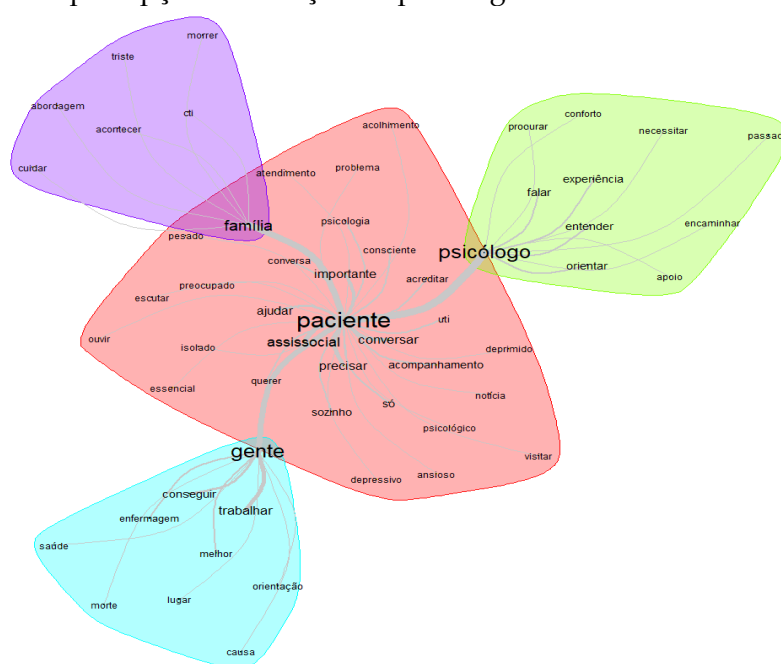 morrer
triste
abordagem
cti
acontecer
cuidar
família
pesado
acolhimento
atendimento
problema
psicologia
consciente
conversa
importante
preocupado
acreditar
escutar
ajudar
paciente
uti
ouvir
assissocial
conversar
isolado
deprimido
precisar
acompanhamento
essencial
querer
notícia
só
sozinho
psicológico
visitar
ansioso
depressivo
conforto
procurar
necessitar
passado
experiência
falar
entender
encaminhar
psicólogo
orientar
apoio
gente
conseguir
enfermagem
trabalhar
saúde
melhor
orientação
lugar
morte
causa